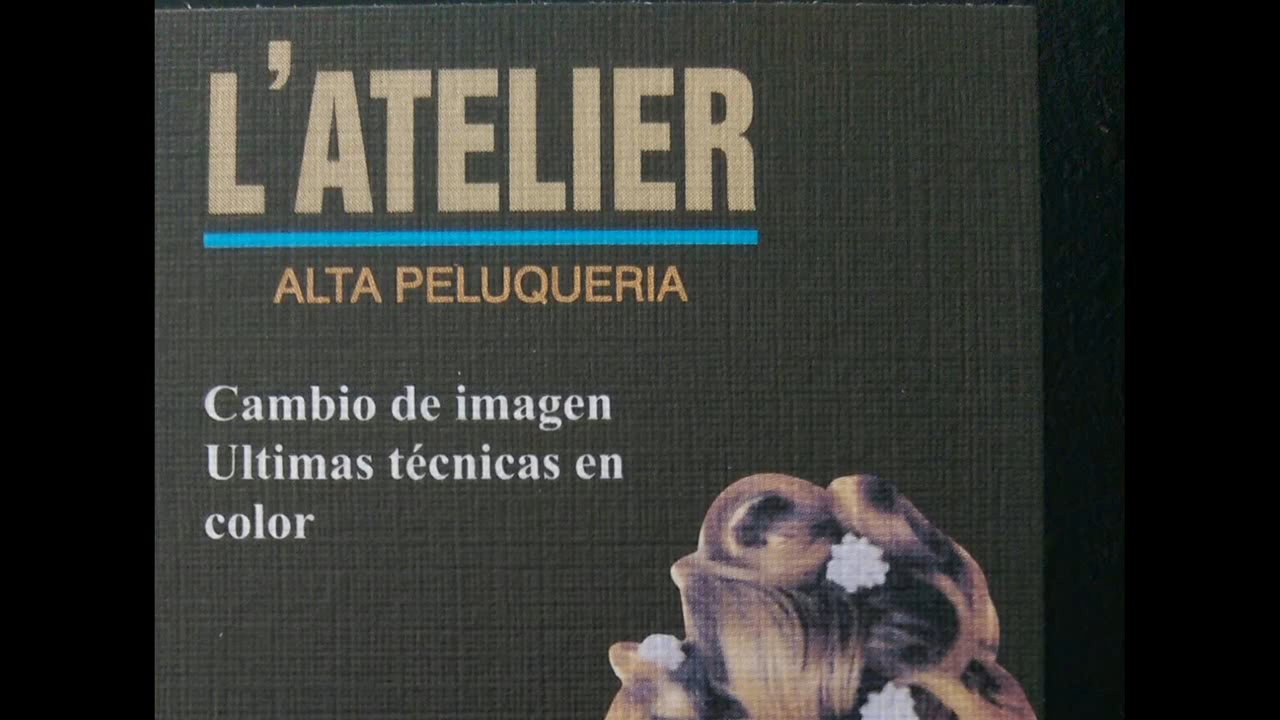 L'ATELIER
ALTA PELUQUERIA
Cambio de imagen
Ultimas técnicas en
color